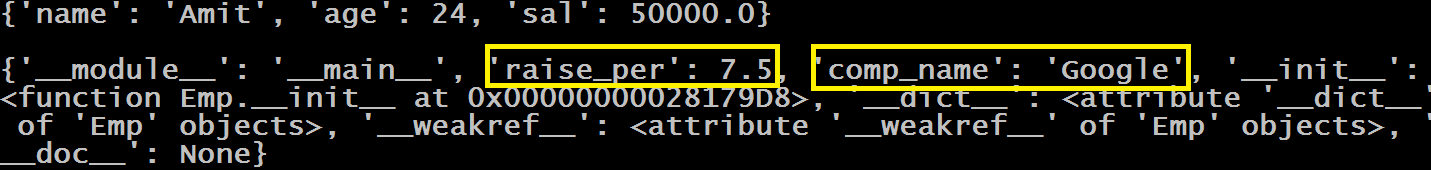 {'name': 'Amit', 'age': 24, 'sal': 50000.0}
{'__module__': '__main__', 'raise_per': 7.5, 'comp_name': 'Google', '__init__':
<function Emp.__init__ at 0x00000000028179D8>, '__dict__': <attribute '__dict__'
of 'Emp' objects>, '__weakref__': <attribute '__weakref__' of 'Emp' objects>, '
__doc__': None}